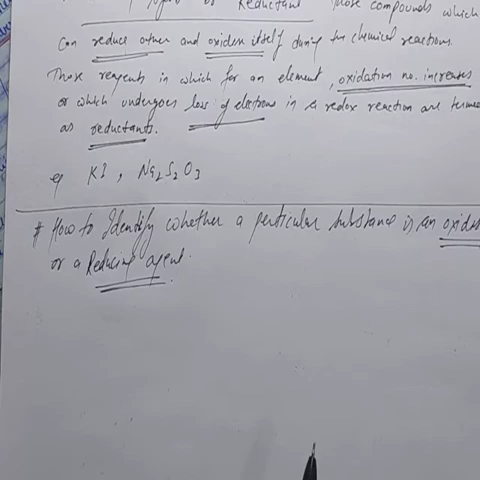 or Reductant Those compounds which
Can reduce other and oxidise itself during the chemical reactions.
Those reagents in which for an element, oxidation no. increases
or which undergoes loss of electrons in a redox reaction are termed
as reductants.
eg KI, Na2S2O3
# How to Identify whether a particular substance is an oxidis
or a Reducing agent.